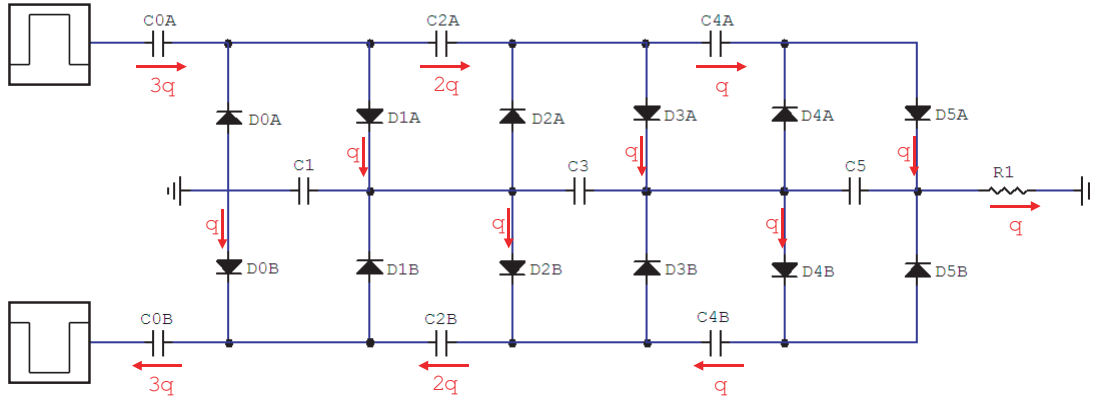 C0A C2A C4A
3q 2q q
D0A D1A D2A D3A D4A D5A
q q q
C1 C3 C5 R1
q q q q
D0B D1B D2B D3B D4B D5B
C0B C2B C4B
3q 2q q